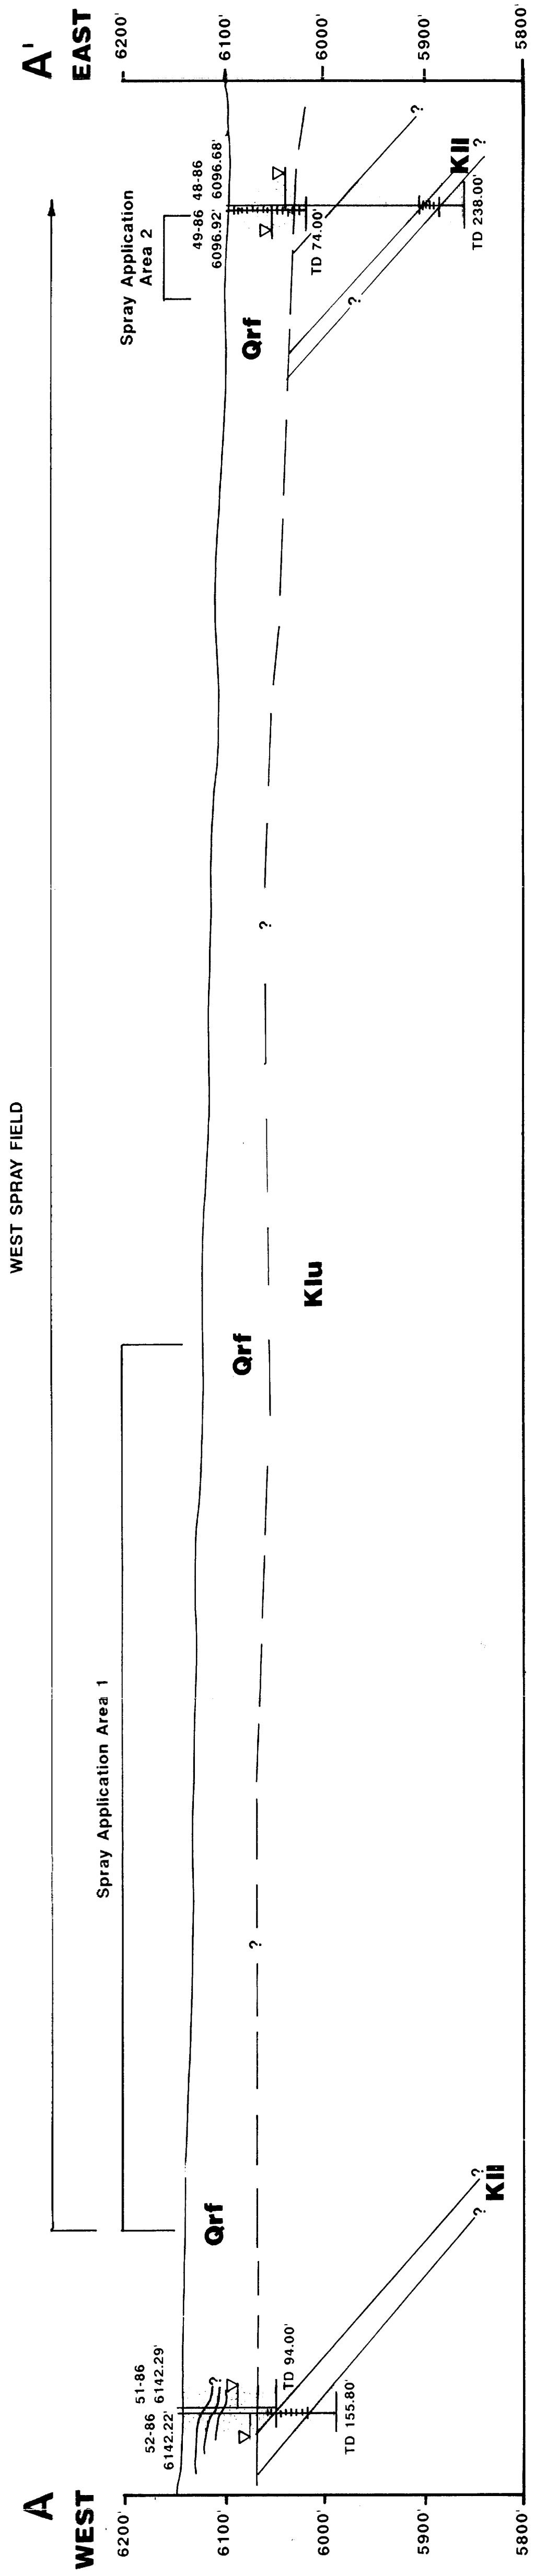 A
WEST
A'
EAST
WEST SPRAY FIELD
Spray Application Area 1
Spray Application
Area 2
6200'
6100'
6000'
5900'
5800'
6200'
6100'
6000'
5900'
5800'
52-86
6142.22'
51-86
6142.29'
?
TD 94.00'
TD 155.80'
Qrf
?
?
Kll
?
Qrf
Klu
?
Qrf
49-86
6096.92'
48-86
6096.68'
TD 74.00'
?
?
Kll
?
TD 238.00'